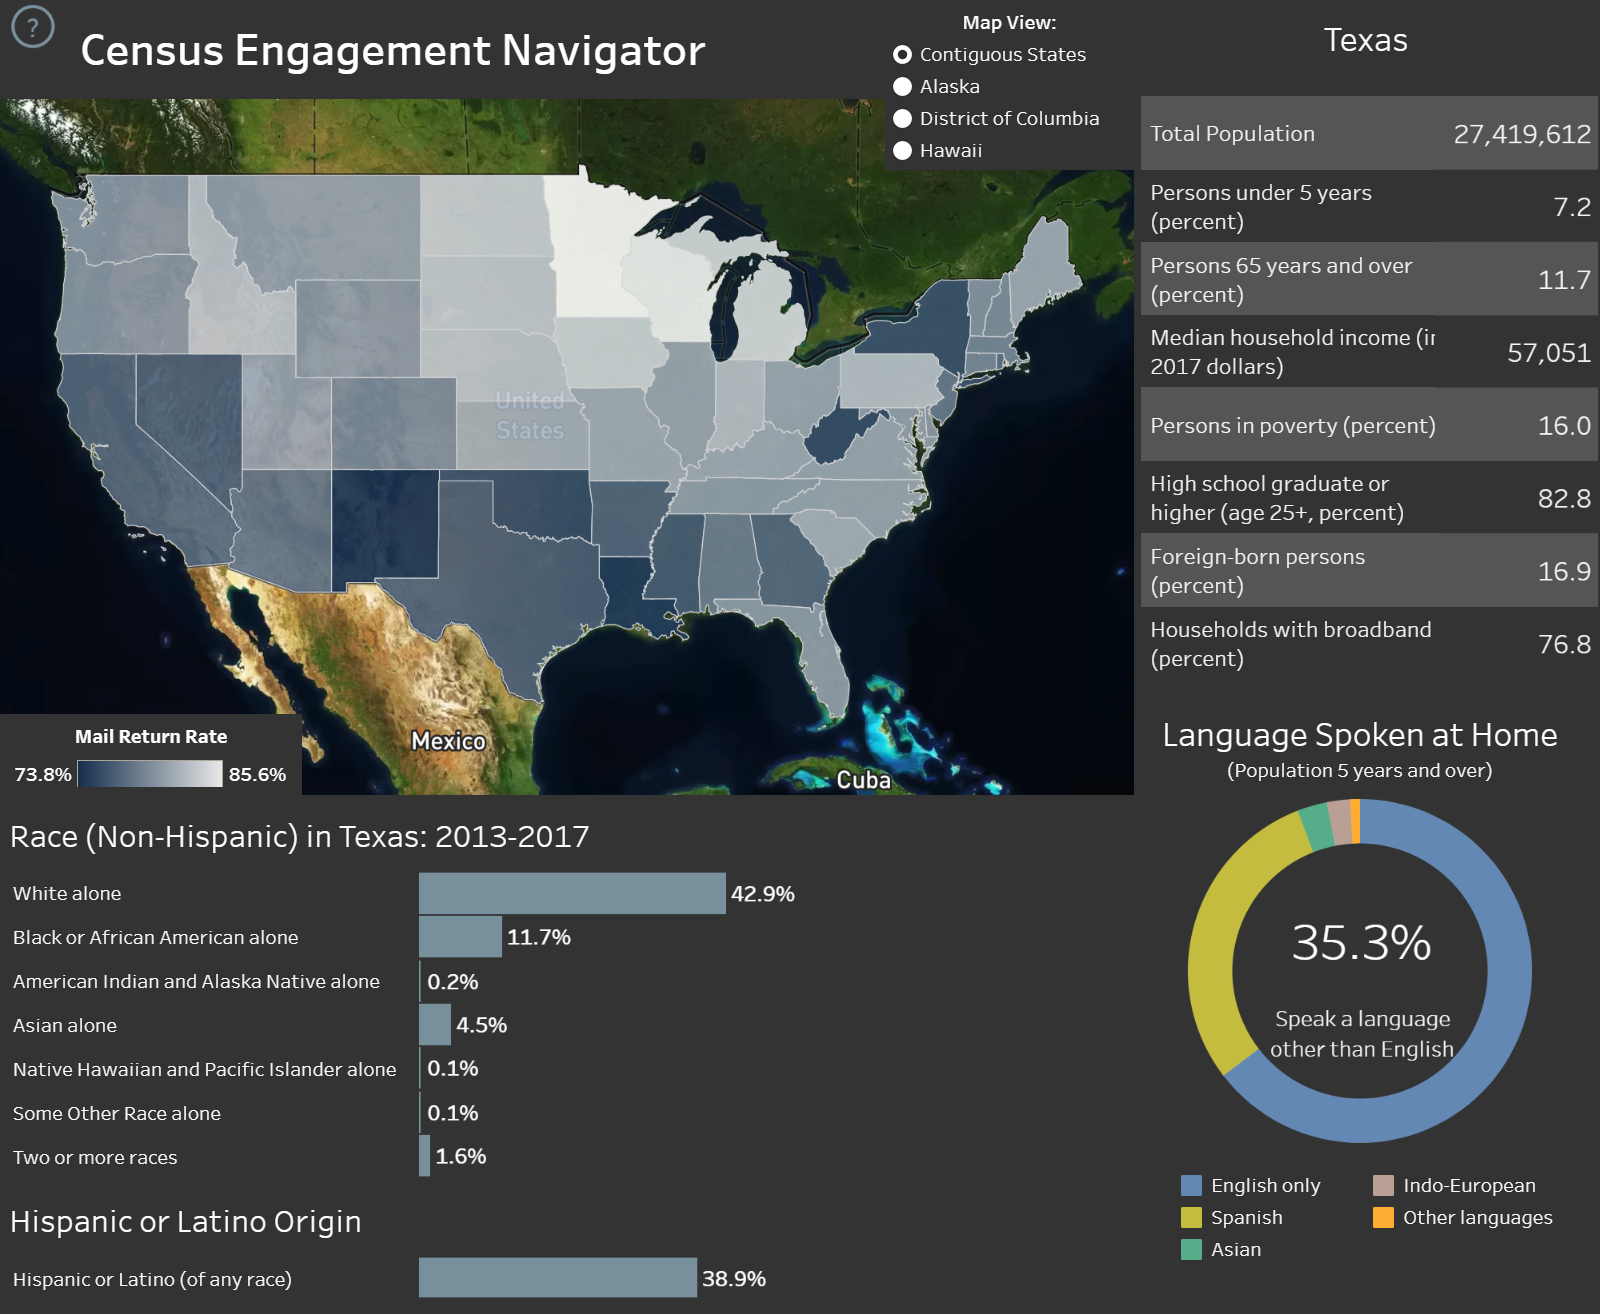 ?
Census Engagement Navigator
Map View:
Contiguous States
Alaska
District of Columbia
Hawaii
United
States
Mexico
Cuba
Mail Return Rate
73.8%
85.6%
Texas
Total Population 27,419,612
Persons under 5 years
(percent)
7.2
Persons 65 years and over
(percent)
11.7
Median household income (in
2017 dollars)
57,051
Persons in poverty (percent) 16.0
High school graduate or
higher (age 25+, percent)
82.8
Foreign-born persons
(percent)
16.9
Households with broadband
(percent)
76.8
Language Spoken at Home
(Population 5 years and over)
35.3%
Speak a language
other than English
English only
Spanish
Asian
Indo-European
Other languages
Race (Non-Hispanic) in Texas: 2013-2017
White alone 42.9%
Black or African American alone 11.7%
American Indian and Alaska Native alone 0.2%
Asian alone 4.5%
Native Hawaiian and Pacific Islander alone 0.1%
Some Other Race alone 0.1%
Two or more races 1.6%
Hispanic or Latino Origin
Hispanic or Latino (of any race) 38.9%